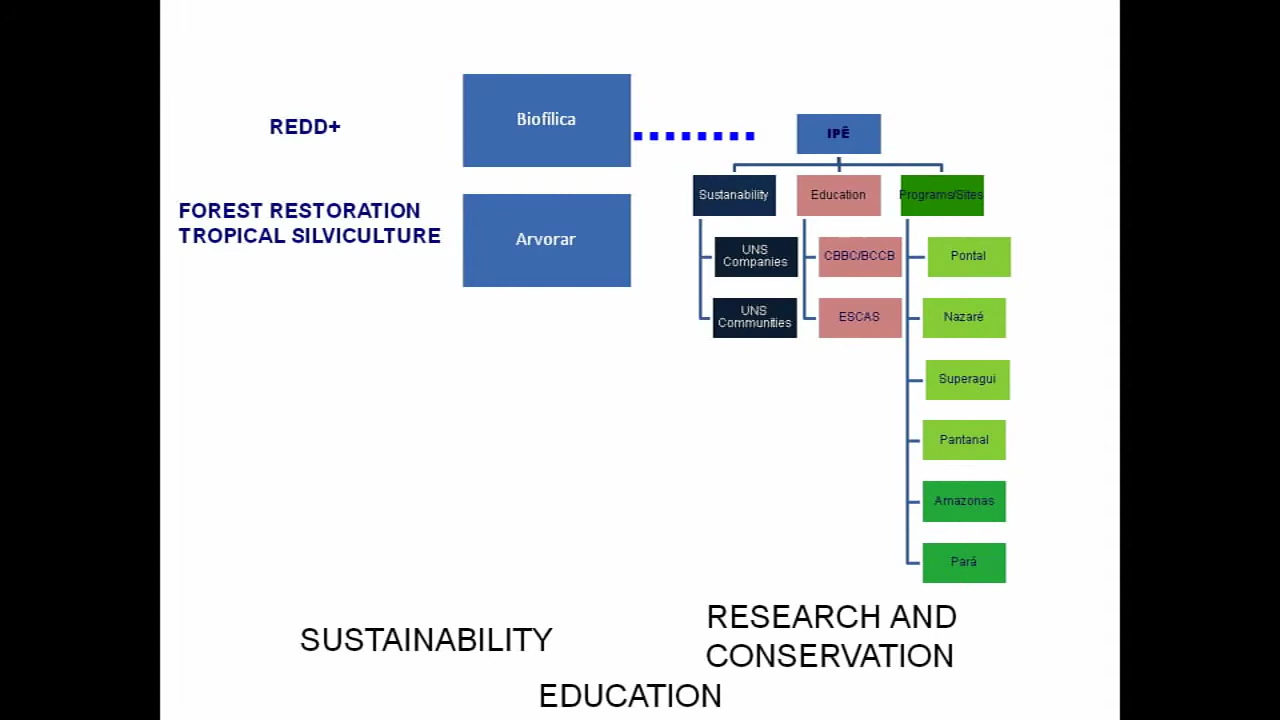 REDD+
Biofílica
IPÊ
FOREST RESTORATION
TROPICAL SILVICULTURE
Arvorar
Sustanability
Education
Programs/Sites
UNS
Companies
CBBC/BCCB
Pontal
UNS
Communities
ESCAS
Nazaré
Superagui
Pantanal
Amazonas
Pará
SUSTAINABILITY
RESEARCH AND
CONSERVATION
EDUCATION